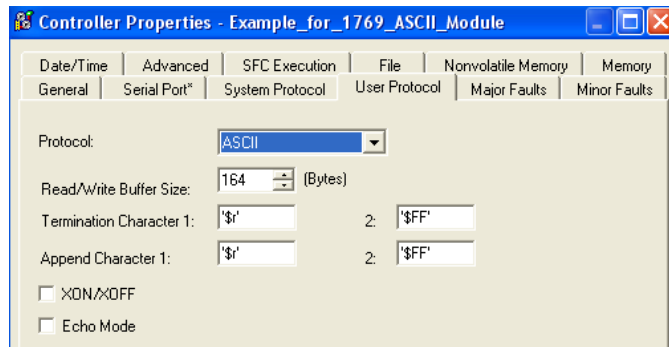 Controller Properties - Example_for_1769_ASCII_Module
Date/Time Advanced SFC Execution File Nonvolatile Memory Memory
General Serial Port* System Protocol User Protocol Major Faults Minor Faults
Protocol: ASCII
Read/Write Buffer Size: 164 (Bytes)
Termination Character 1: '$r' 2: '$FF'
Append Character 1: '$r' 2: '$FF'
XON/XOFF
Echo Mode